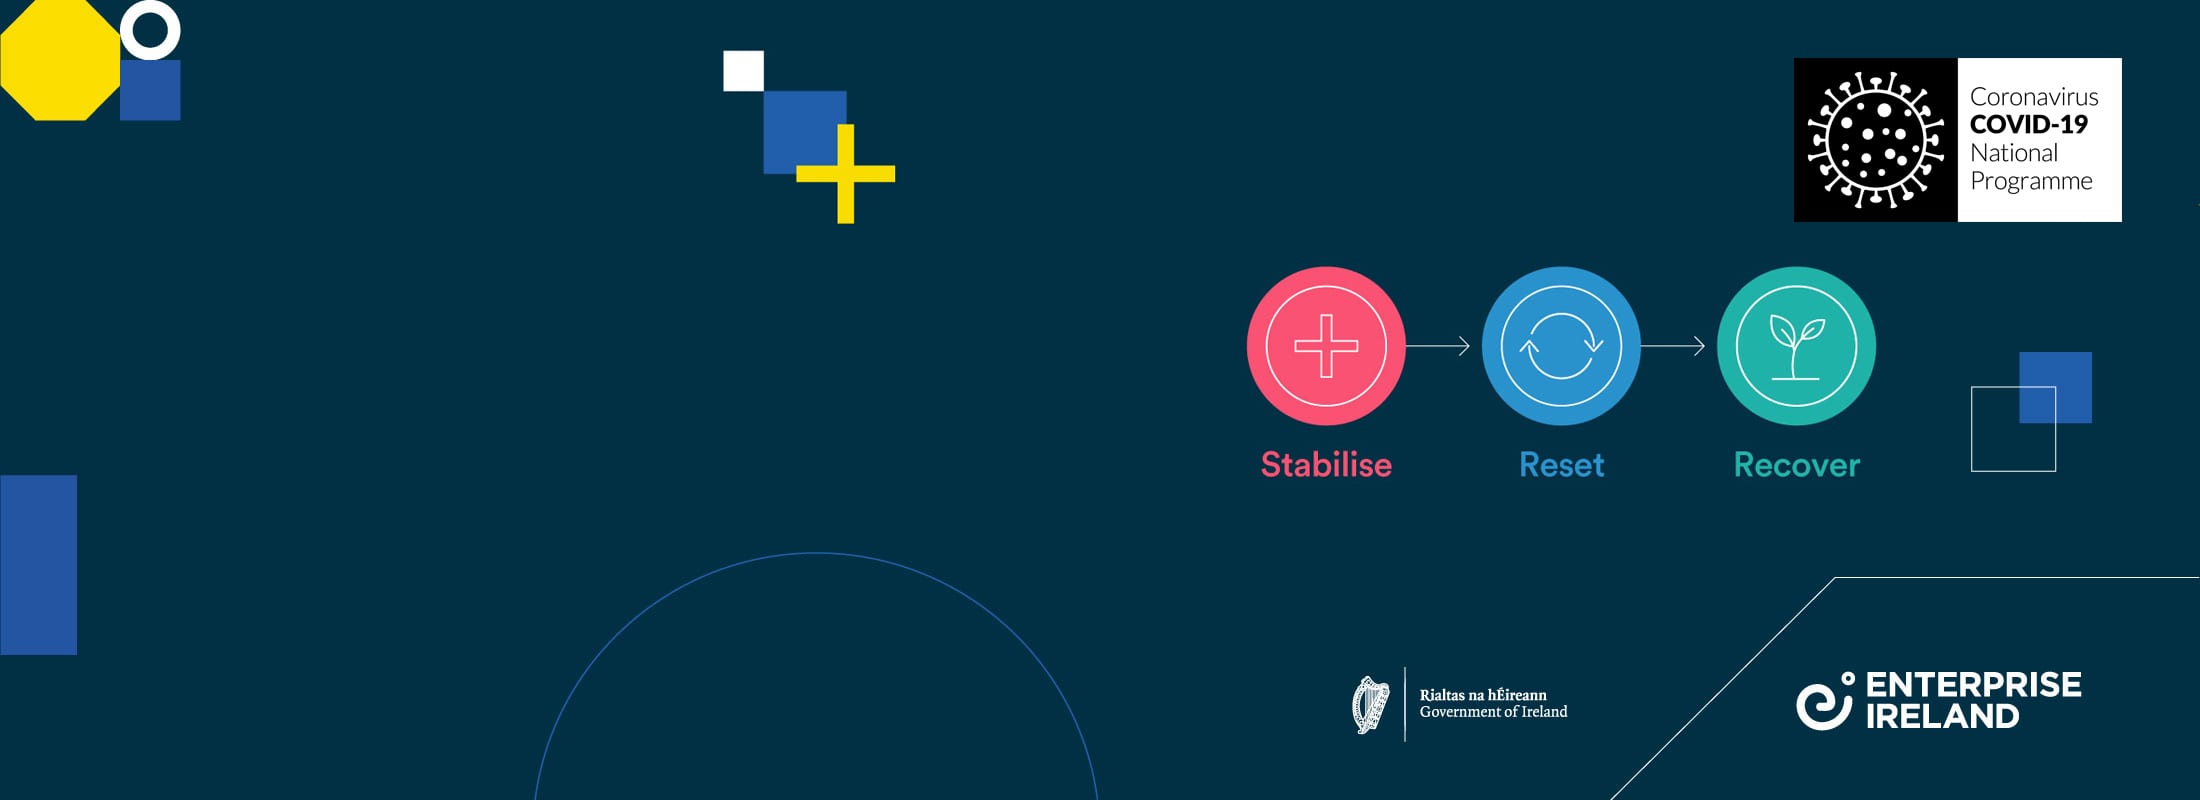 Coronavirus
COVID-19
National
Programme
Stabilise
Reset
Recover
Rialtas na hÉireann
Government of Ireland
ENTERPRISE
IRELAND